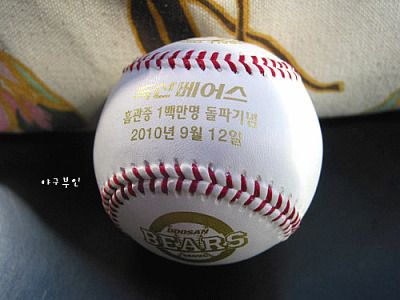 두산베어스
홈관중 1백만명 돌파기념
2010년 9월 12일
야구부인
DOOSAN
BEARS